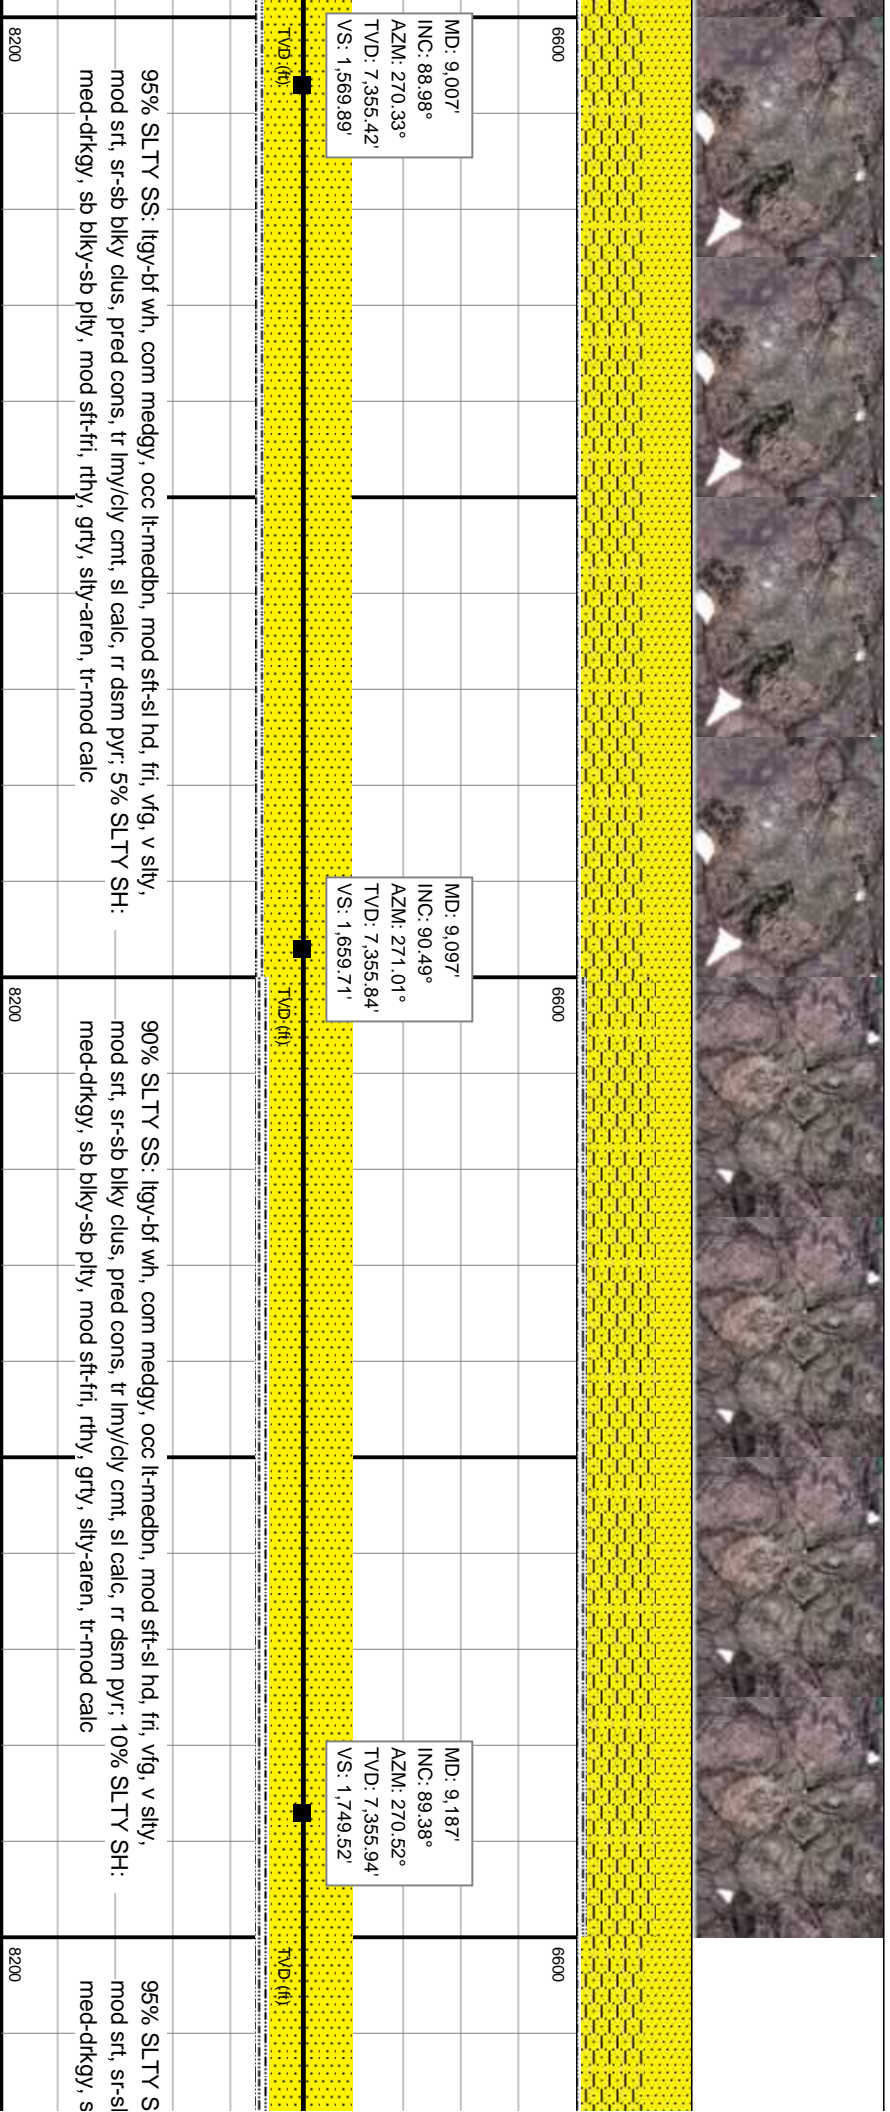 6600
6600
6600
MD: 9,007'
INC: 88.98°
AZM: 270.33°
TVD: 7,355.42'
VS: 1,569.89'
MD: 9,097'
INC: 90.49°
AZM: 271.01°
TVD: 7,355.84'
VS: 1,659.71'
MD: 9,187'
INC: 89.38°
AZM: 270.52°
TVD: 7,355.94'
VS: 1,749.52'
TVD (ft)
TVD (ft)
TVD (ft)
95% SLTY SS: ltgy-bf wh, com medgy, occ lt-medbn, mod sft-sl hd, fri, vfg, v slty,
mod srt, sr-sb blky clus, pred cons, tr lmy/cly cmt, sl calc, rr dsm pyr; 5% SLTY SH:
med-drkgy, sb blky-sb plty, mod sft-fri, rthy, grty, slty-aren, tr-mod calc
90% SLTY SS: ltgy-bf wh, com medgy, occ lt-medbn, mod sft-sl hd, fri, vfg, v slty,
mod srt, sr-sb blky clus, pred cons, tr lmy/cly cmt, sl calc, rr dsm pyr; 10% SLTY SH:
med-drkgy, sb blky-sb plty, mod sft-fri, rthy, grty, slty-aren, tr-mod calc
95% SLTY S
mod srt, sr-sl
med-drkgy, s
8200
8200
8200